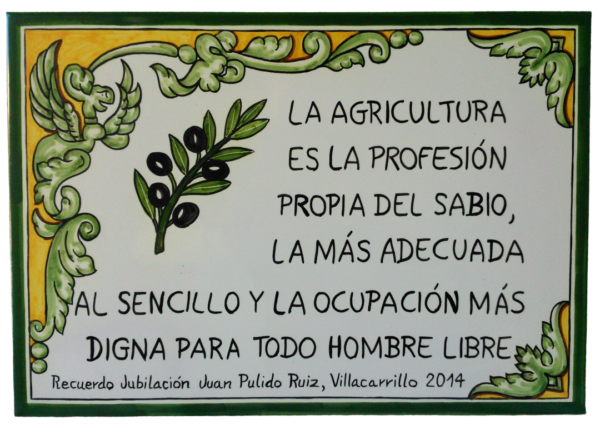 LA AGRICULTURA
ES LA PROFESIÓN
PROPIA DEL SABIO,
LA MÁS ADECUADA
AL SENCILLO Y LA OCUPACIÓN MÁS
DIGNA PARA TODO HOMBRE LIBRE
Recuerdo Jubilación Juan Pulido Ruiz, Villacarrillo 2014